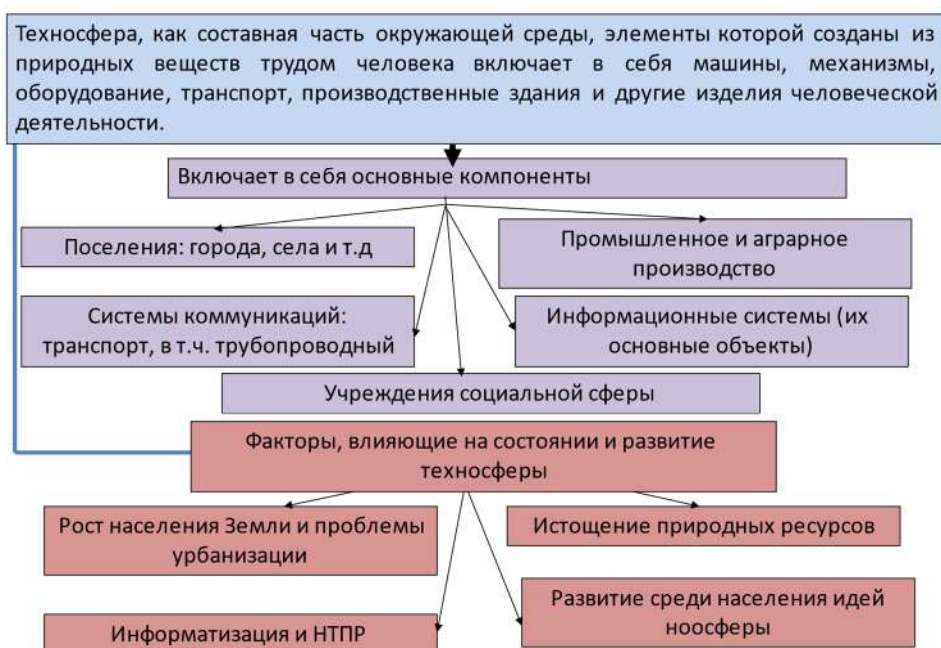 Техносфера, как составная часть окружающей среды, элементы которой созданы из
природных веществ трудом человека включает в себя машины, механизмы,
оборудование, транспорт, производственные здания и другие изделия человеческой
деятельности.
Включает в себя основные компоненты
Поселения: города, села и т.д
Промышленное и аграрное
производство
Системы коммуникаций:
транспорт, в т.ч. трубопроводный
Информационные системы (их
основные объекты)
Учреждения социальной сферы
Факторы, влияющие на состоянии и развитие
техносферы
Рост населения Земли и проблемы
урбанизации
Истощение природных ресурсов
Информатизация и НТПР
Развитие среди населения идей
ноосферы